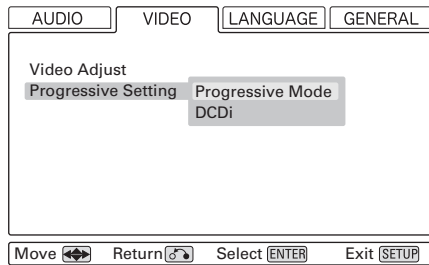 AUDIO VIDEO LANGUAGE GENERAL
Video Adjust
Progressive Setting Progressive Mode
DCDi
Move Return Select ENTER Exit SETUP